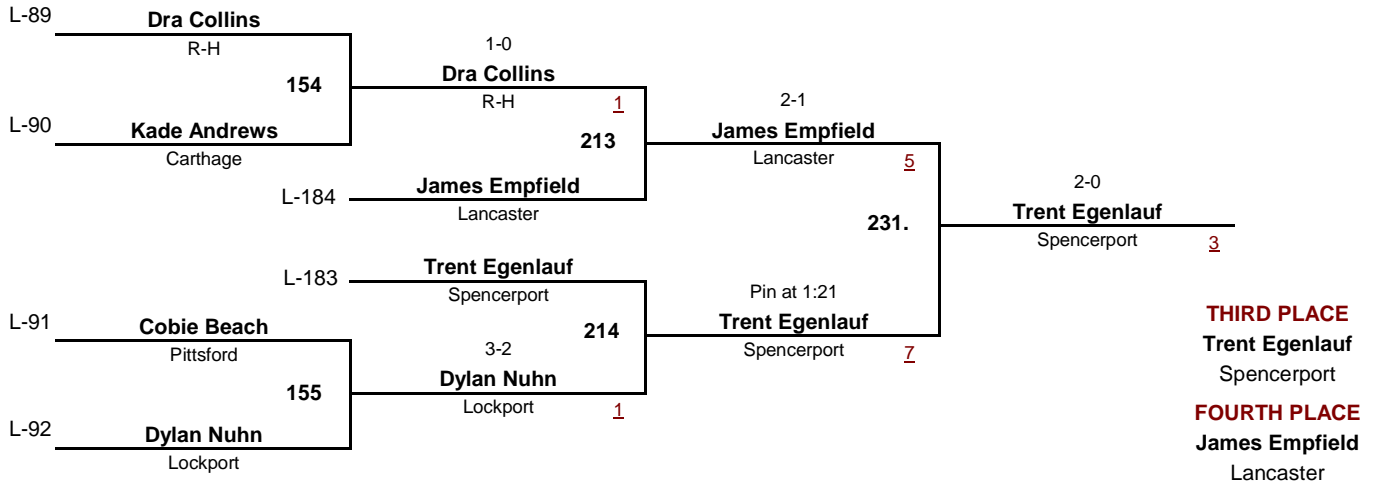 L-89
Dra Collins
R-H
154
L-90
Kade Andrews
Carthage
1-0
Dra Collins
R-H
1
213
L-184
James Empfield
Lancaster
2-1
James Empfield
Lancaster
5
231.
2-0
Trent Egenlauf
Spencerport
3
L-183
Trent Egenlauf
Spencerport
214
Pin at 1:21
Trent Egenlauf
Spencerport
7
L-91
Cobie Beach
Pittsford
155
3-2
Dylan Nuhn
Lockport
1
L-92
Dylan Nuhn
Lockport
THIRD PLACE
Trent Egenlauf
Spencerport
FOURTH PLACE
James Empfield
Lancaster